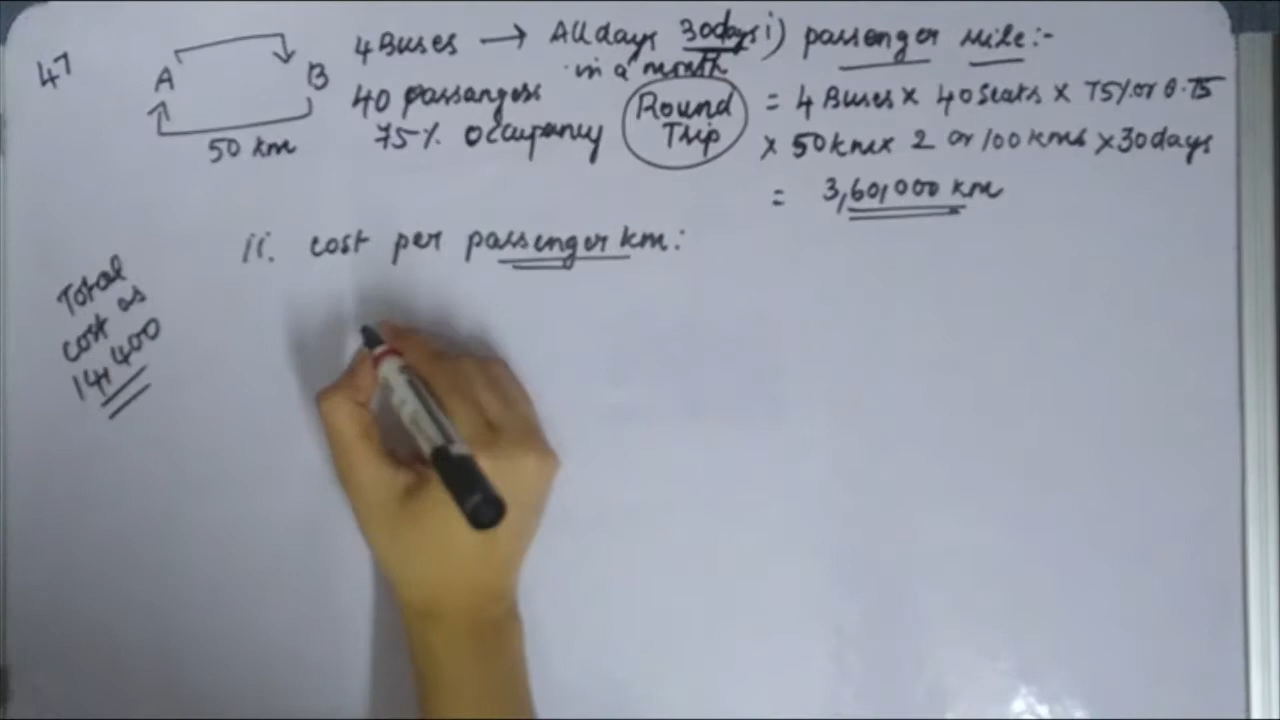 47
A B
50 km
4 Buses → All days 30 days
in a month
40 passangers
75% occupancy
Round
Trip
i) passenger mile:-
= 4 Buses × 40 Seats × 75% or 0.75
× 50 kms × 2 or 100 kms × 30 days
= 3,60,000 km
ii. cost per passenger km:
Total
cost as
14,400